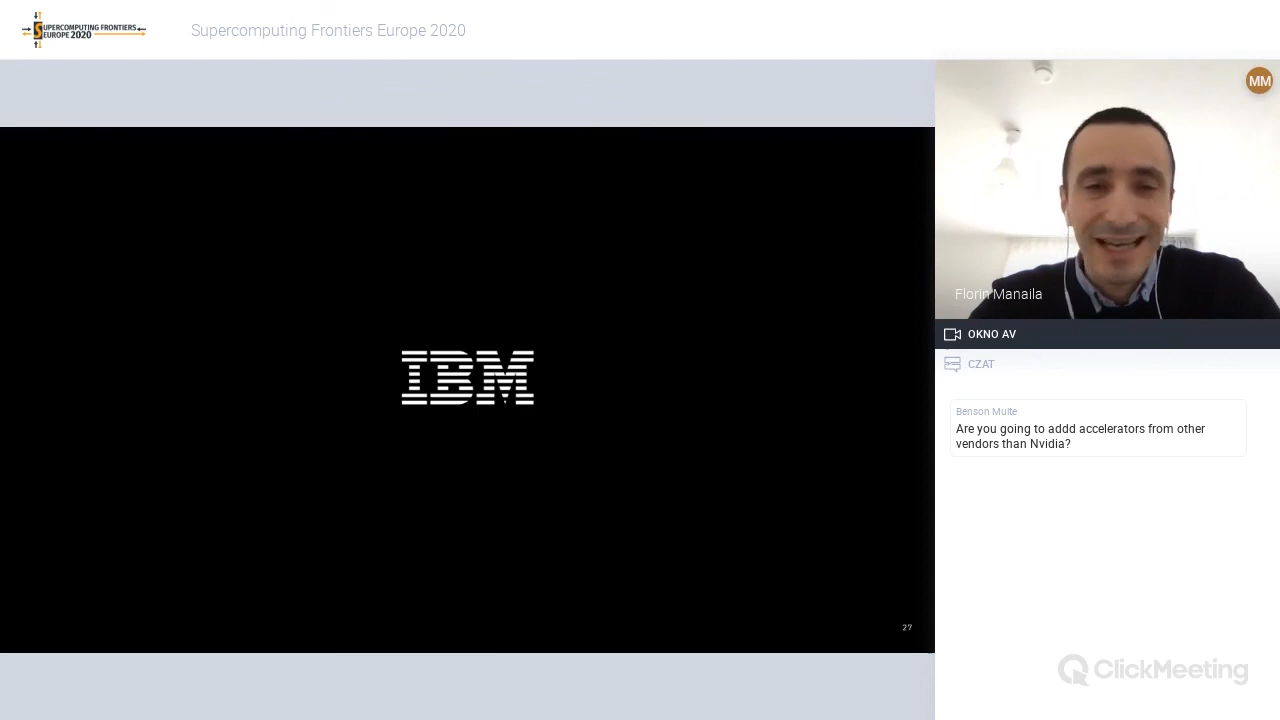 SUPERCOMPUTING FRONTIERS
EUROPE 2020
Supercomputing Frontiers Europe 2020
MM
Florin Manaila
OKNO AV
CZAT
Benson Muite
Are you going to addd accelerators from other
vendors than Nvidia?
IBM
27
ClickMeeting